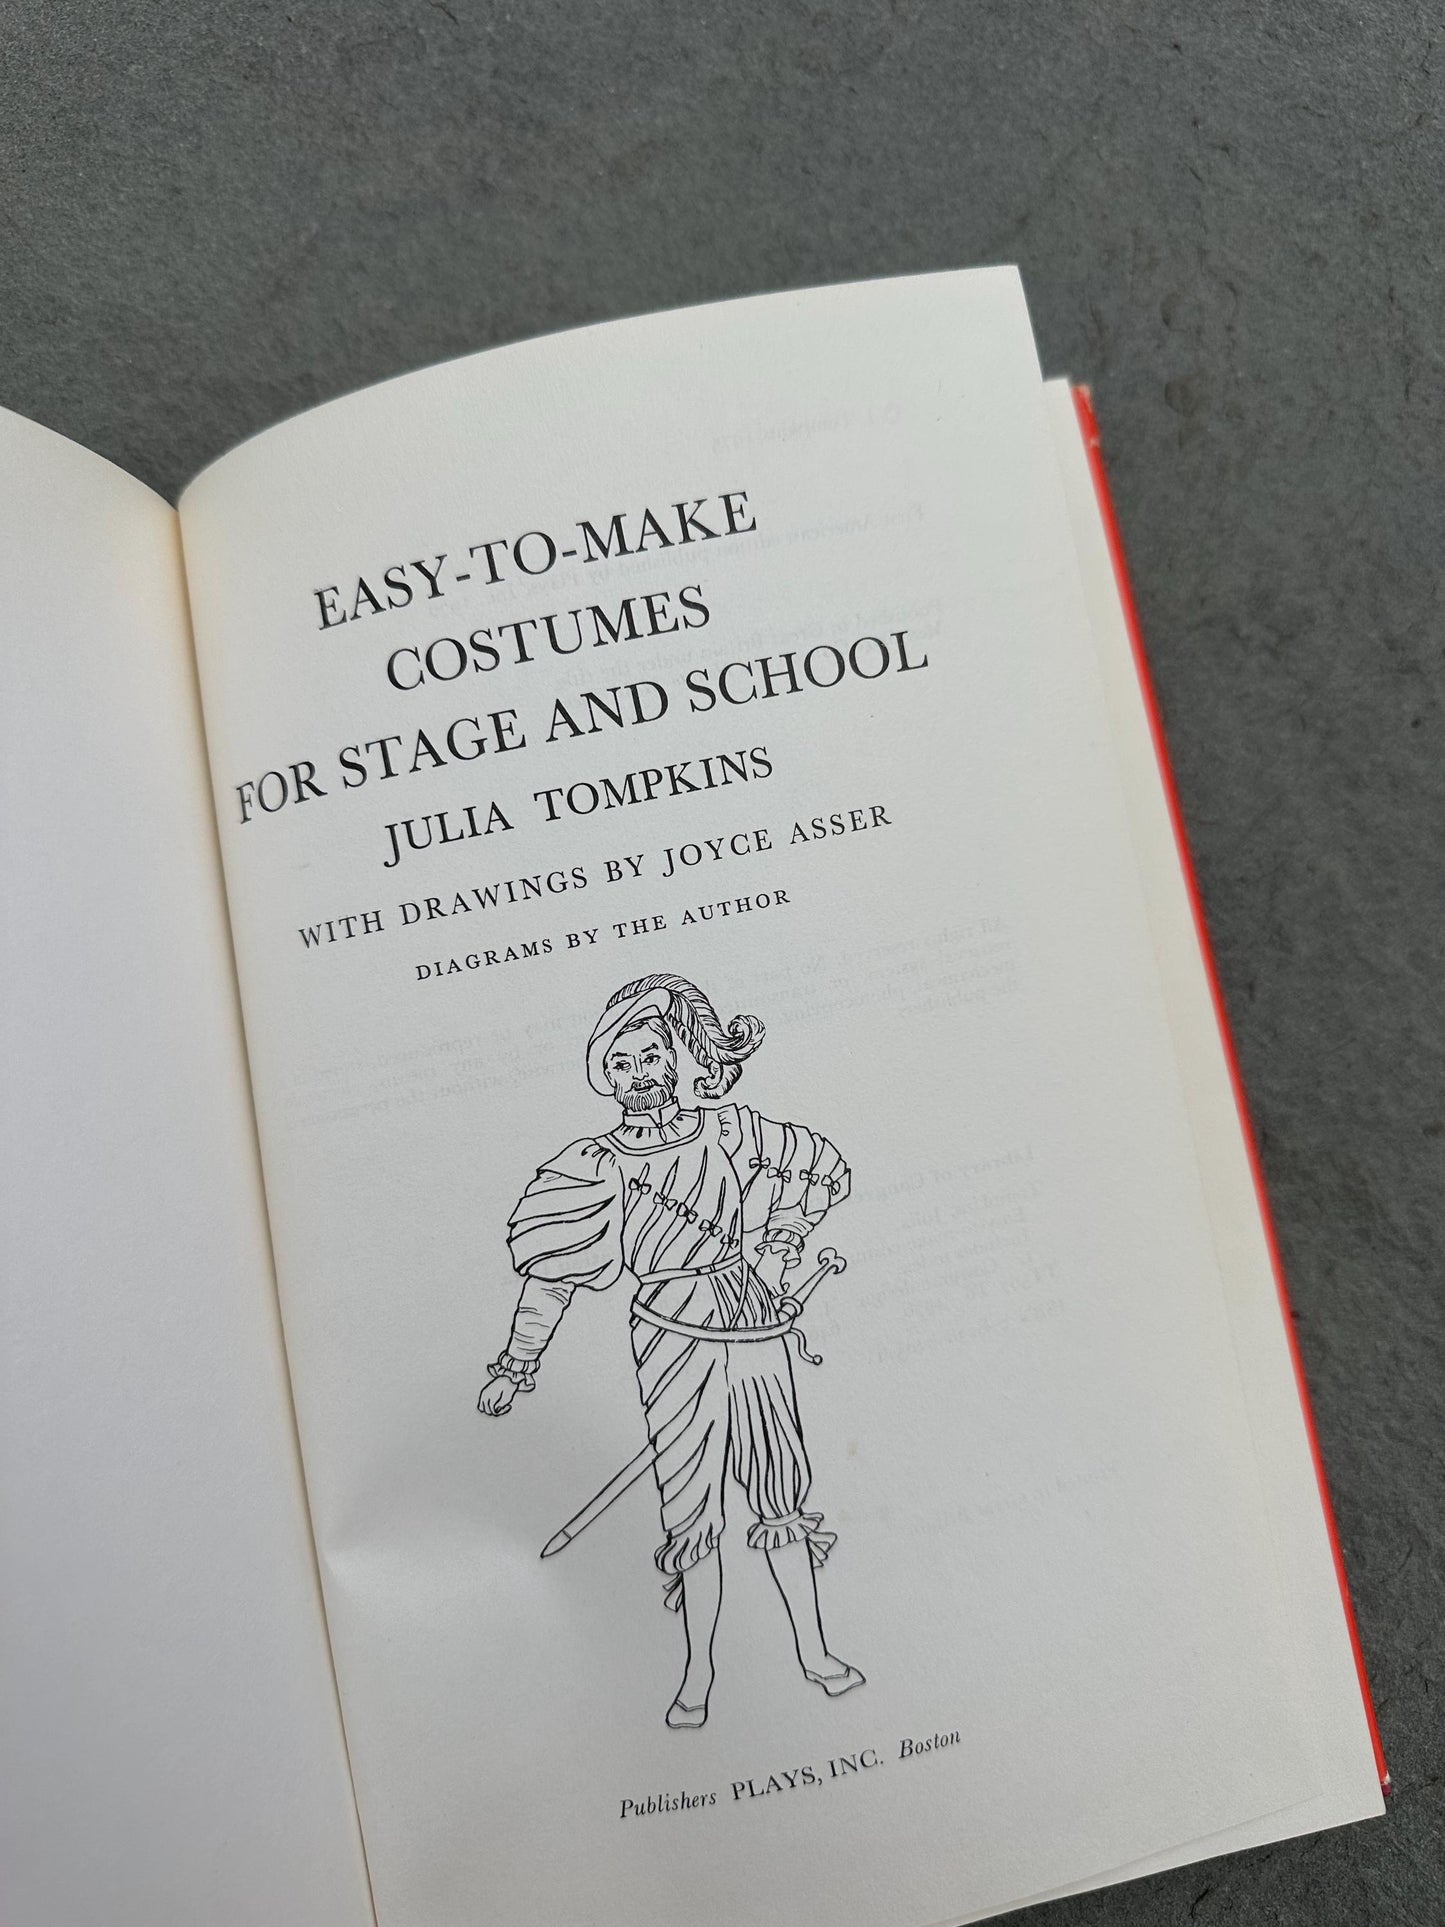 EASY-TO-MAKE
COSTUMES
FOR STAGE AND SCHOOL
JULIA TOMPKINS
WITH DRAWINGS BY JOYCE ASSER
DIAGRAMS BY THE AUTHOR
Publishers PLAYS, INC. Boston